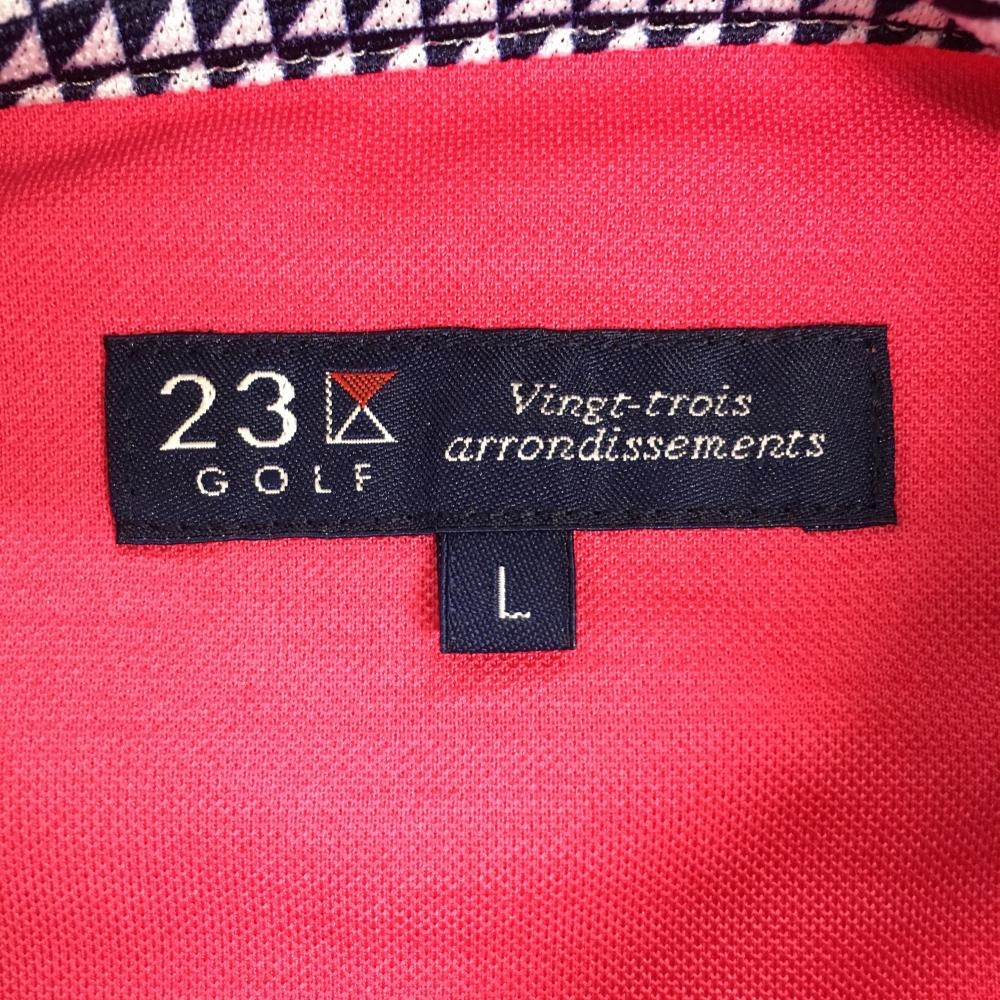 23
GOLF
Vingt-trois
arrondissements
L